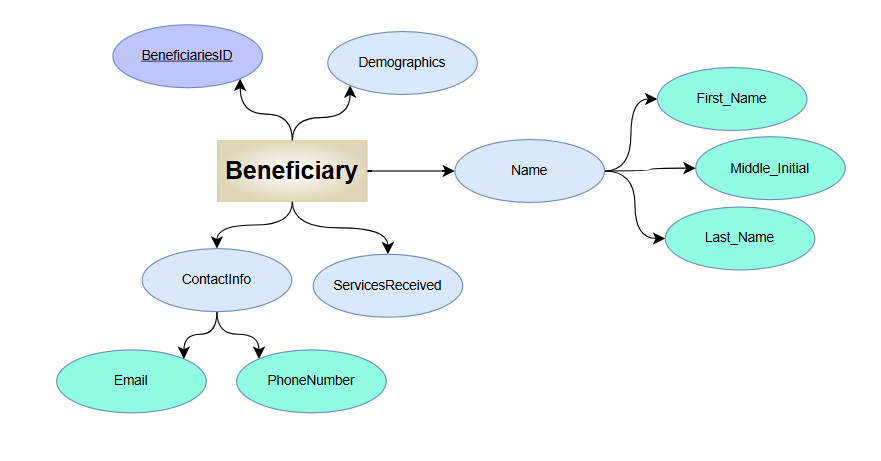 BeneficiariesID
Demographics
First_Name
Beneficiary
Name
Middle_Initial
Last_Name
ContactInfo
ServicesReceived
Email
PhoneNumber